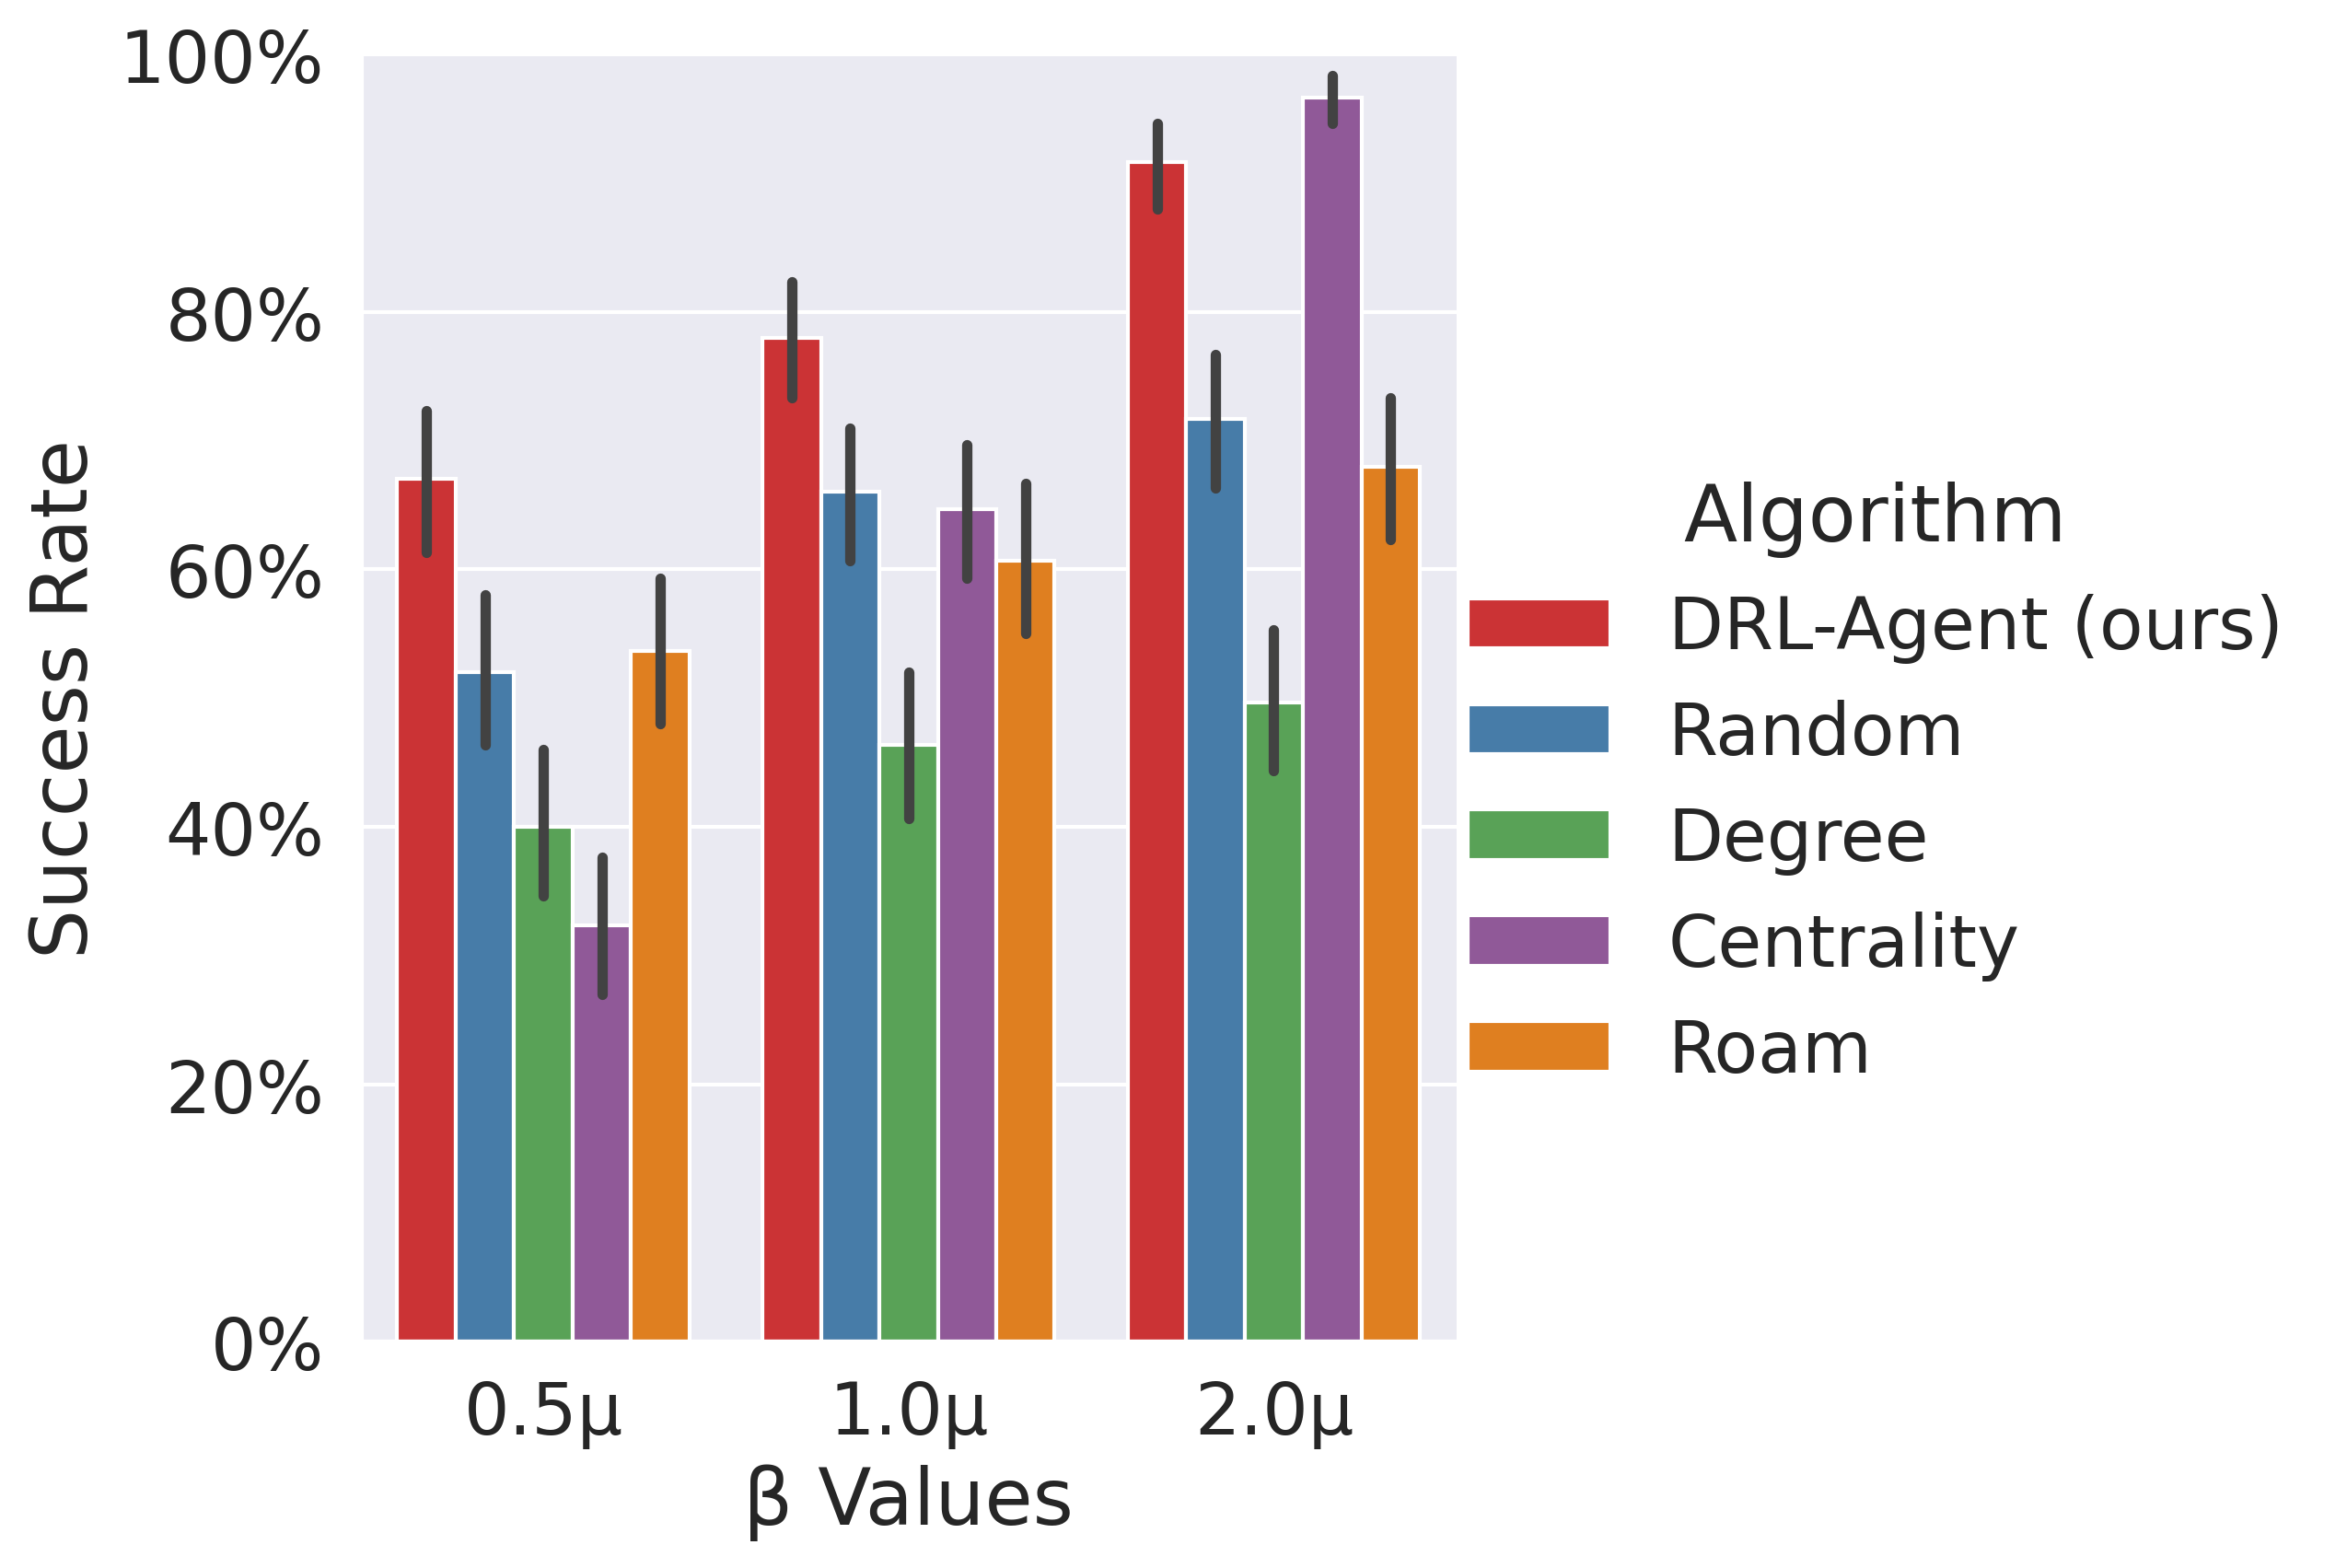 100%
80%
60%
40%
20%
0%
Success Rate
0.5μ
1.0μ
2.0μ
β Values
Algorithm
DRL-Agent (ours)
Random
Degree
Centrality
Roam